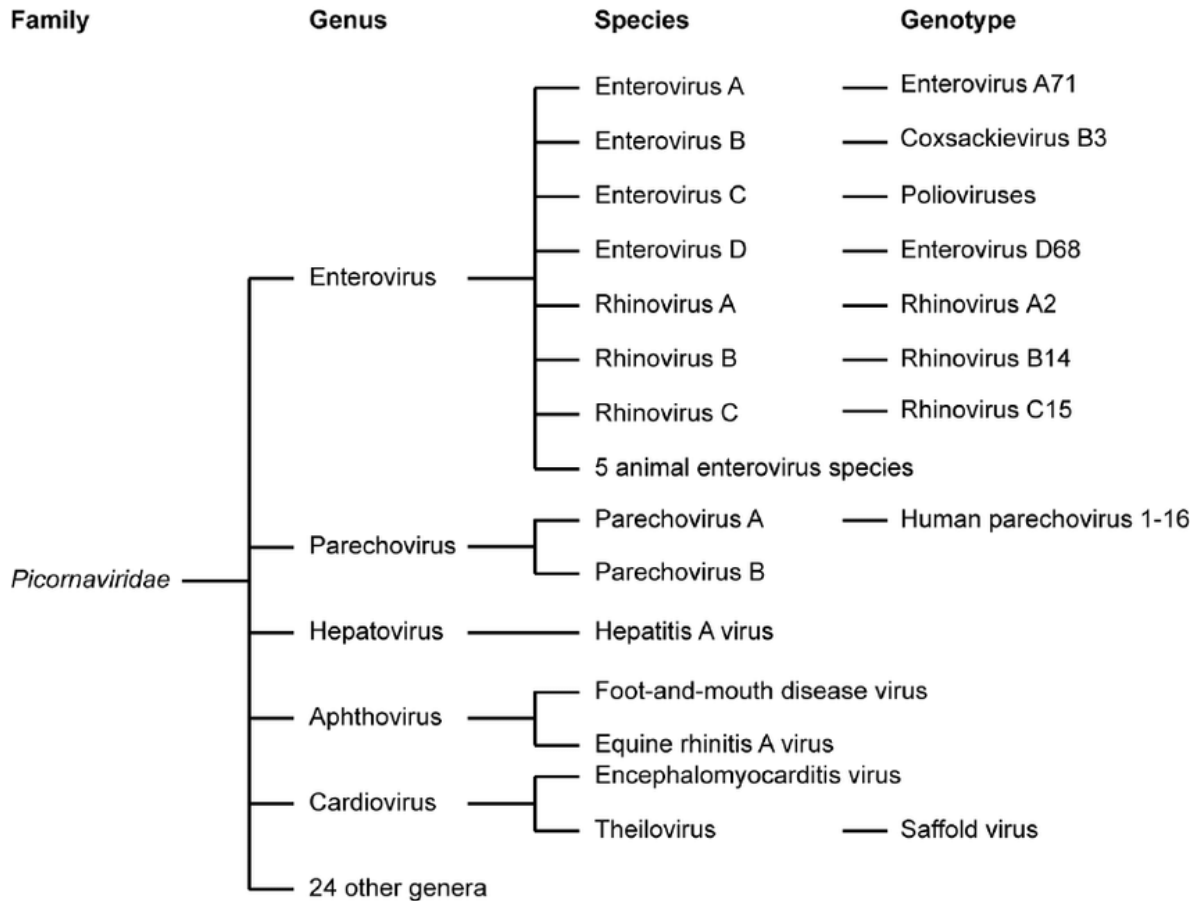 Family Genus Species Genotype
Enterovirus A Enterovirus A71
Enterovirus B Coxsackievirus B3
Enterovirus C Polioviruses
Enterovirus D Enterovirus D68
Enterovirus
Rhinovirus A Rhinovirus A2
Rhinovirus B Rhinovirus B14
Rhinovirus C Rhinovirus C15
5 animal enterovirus species
Parechovirus A Human parechovirus 1-16
Parechovirus
Parechovirus B
Picornaviridae
Hepatovirus Hepatitis A virus
Foot-and-mouth disease virus
Aphthovirus
Equine rhinitis A virus
Encephalomyocarditis virus
Cardiovirus
Theilovirus Saffold virus
24 other genera